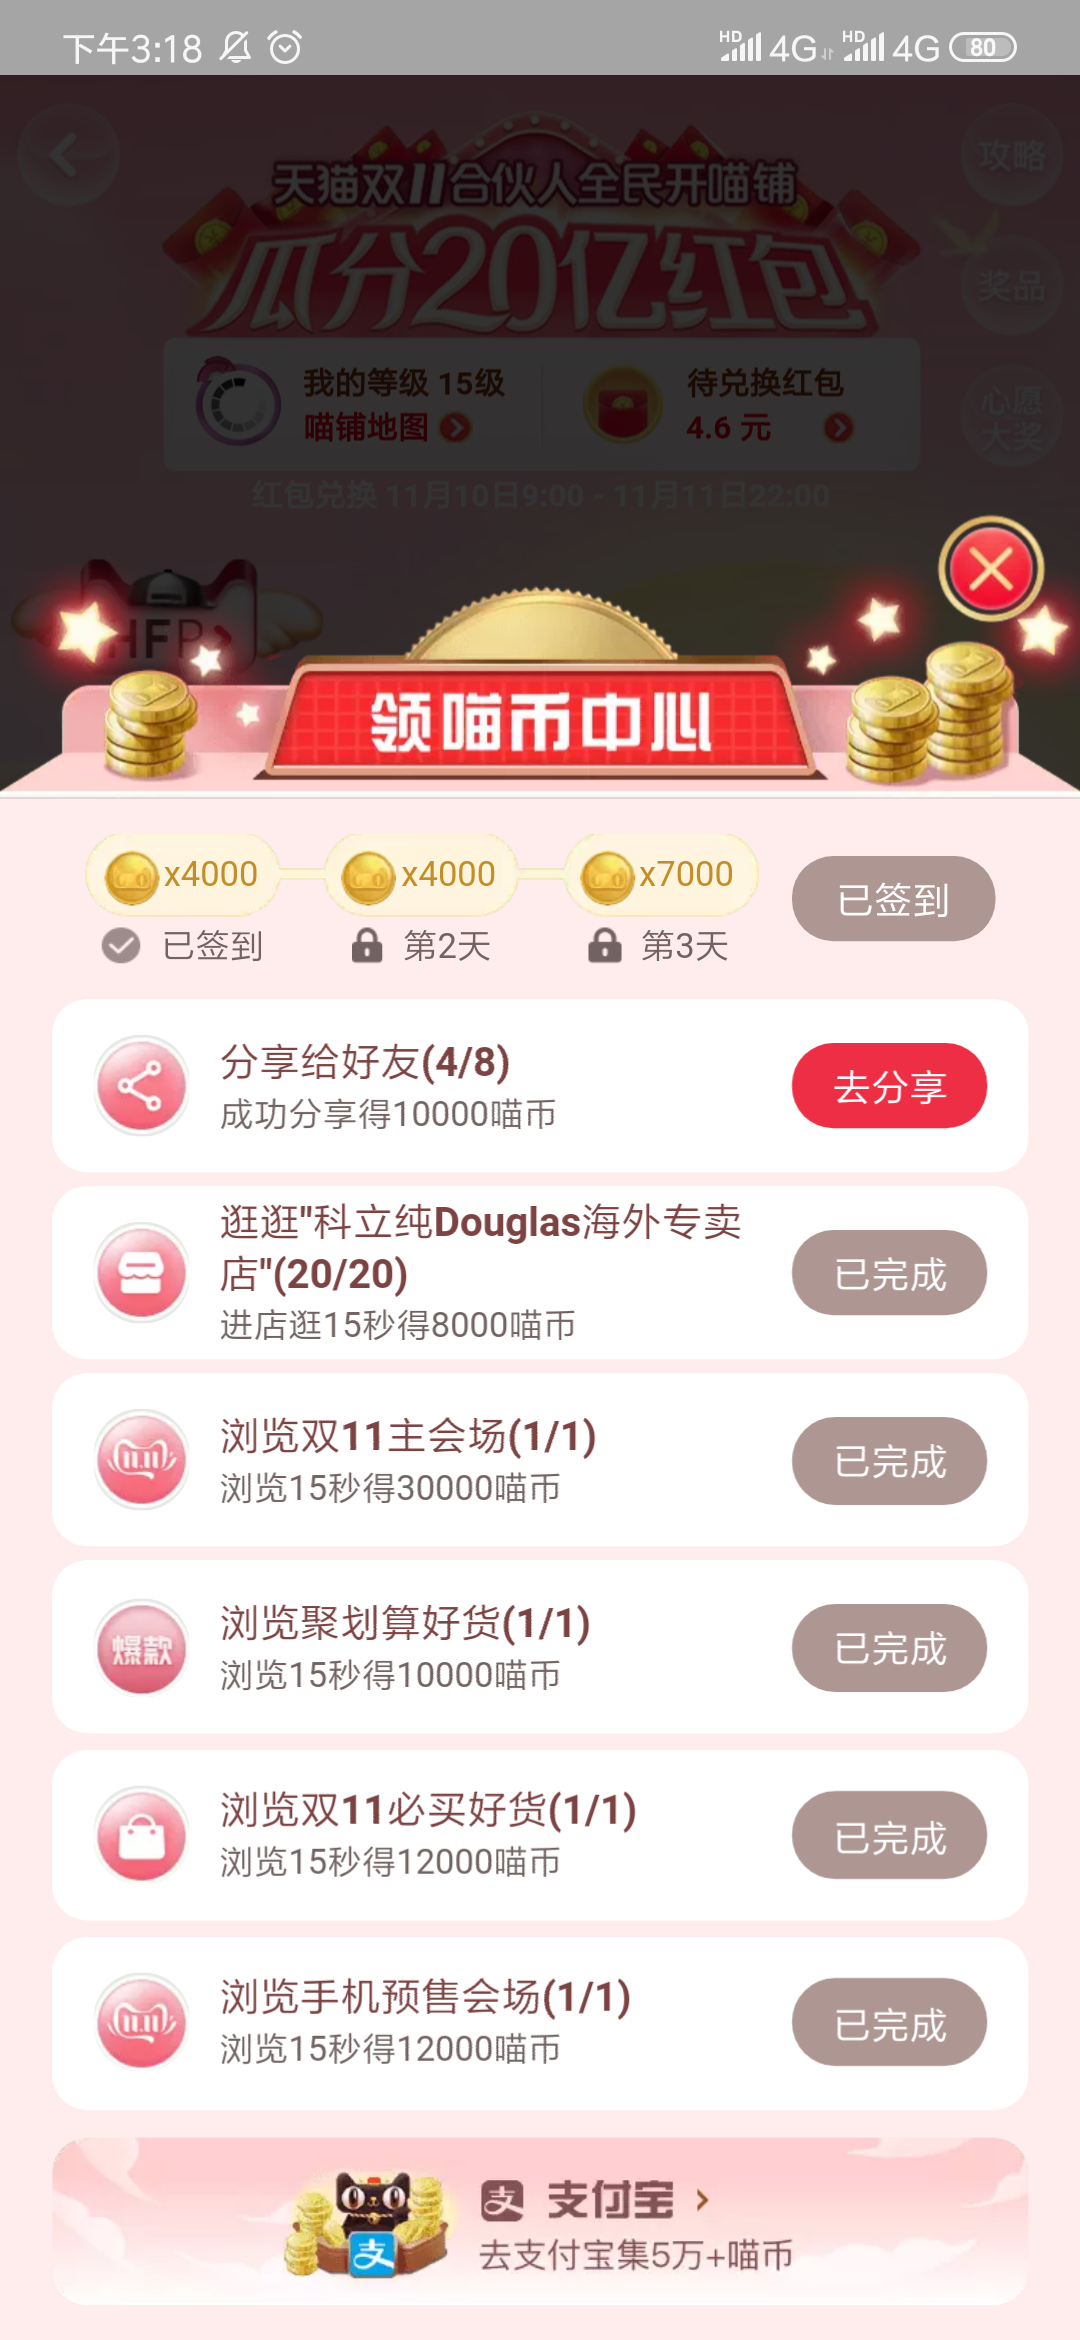 下午3:18
HD 4G HD 4G 80
天猫双11合伙人全民开喵铺
攻略
瓜分20亿红包
奖品
我的等级 15级
待兑换红包
喵铺地图
4.6 元
心愿
大奖
红包兑换 11月10日9:00 - 11月11日22:00
HFP
领喵币中心
x4000
x4000
x7000
已签到
已签到
第2天
第3天
分享给好友(4/8)
成功分享得10000喵币
去分享
逛逛"科立纯Douglas海外专卖
店"(20/20)
进店逛15秒得8000喵币
已完成
浏览双11主会场(1/1)
浏览15秒得30000喵币
已完成
爆款
浏览聚划算好货(1/1)
浏览15秒得10000喵币
已完成
浏览双11必买好货(1/1)
浏览15秒得12000喵币
已完成
浏览手机预售会场(1/1)
浏览15秒得12000喵币
已完成
支 支付宝
支
去支付宝集5万+喵币